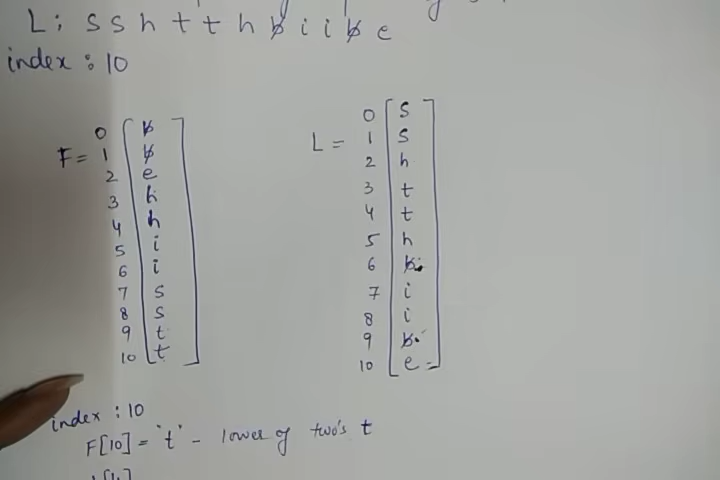 L: s s h t t h b̸ i i b̸ e
index : 10
F =
0 b̸
1 b̸
2 e
3 h
4 h
5 i
6 i
7 s
8 s
9 t
10 t
L =
0 s
1 s
2 h
3 t
4 t
5 h
6 b̸
7 i
8 i
9 b̸
10 e
index : 10
F[10] = 't' - lower of two's t